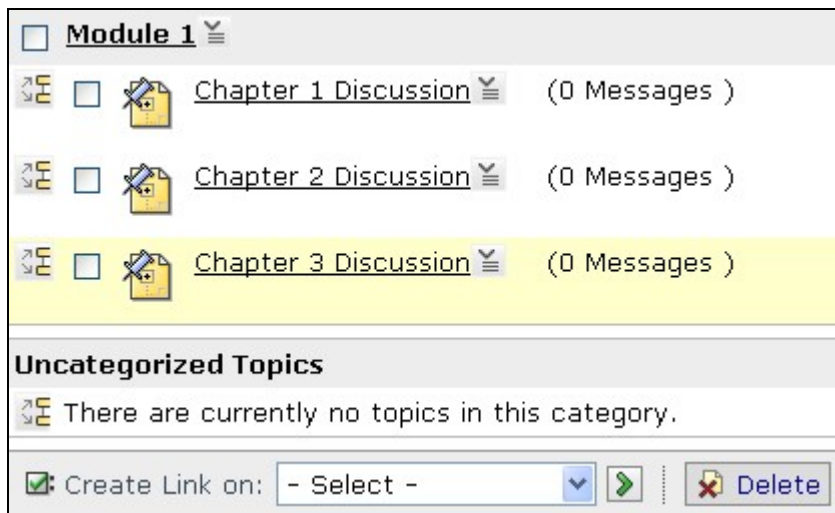 Module 1
Chapter 1 Discussion (0 Messages )
Chapter 2 Discussion (0 Messages )
Chapter 3 Discussion (0 Messages )
Uncategorized Topics
There are currently no topics in this category.
Create Link on: - Select - Delete